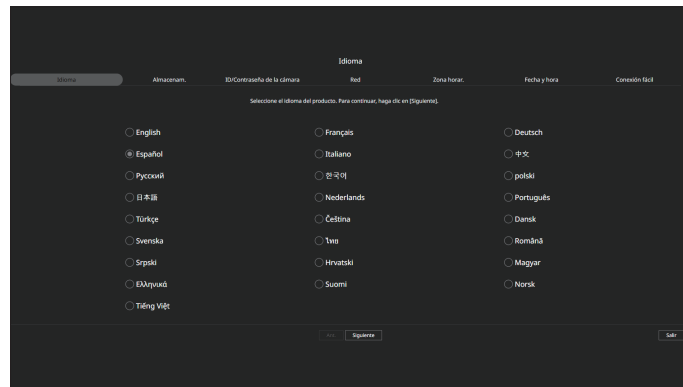 Idioma
Idioma Almacenam. ID/Contraseña de la cámara Red Zona horar. Fecha y hora Conexión fácil
Seleccione el idioma del producto. Para continuar, haga clic en [Siguiente].
English Français Deutsch
Español Italiano 中文
Русский 한국어 polski
日本語 Nederlands Português
Türkçe Čeština Dansk
Svenska ไทย Română
Srpski Hrvatski Magyar
Ελληνικά Suomi Norsk
Tiếng Việt
Siguiente Salir